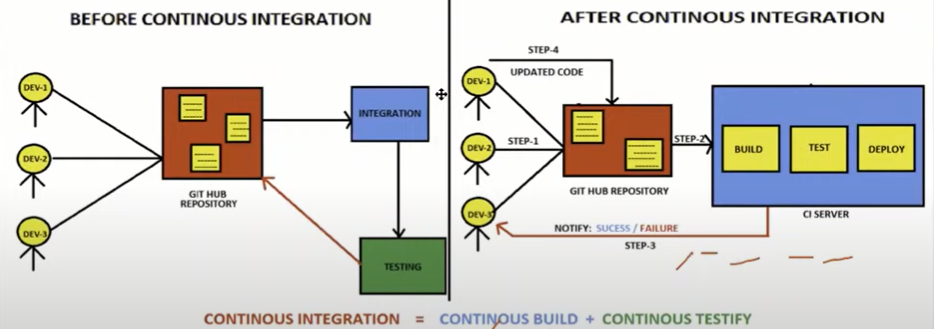 BEFORE CONTINOUS INTEGRATION
DEV-1
DEV-2
DEV-3
GIT HUB
REPOSITORY
INTEGRATION
TESTING
AFTER CONTINOUS INTEGRATION
STEP-4
UPDATED CODE
DEV-1
STEP-1
DEV-2
DEV-3
GIT HUB REPOSITORY
STEP-2
BUILD
TEST
DEPLOY
CI SERVER
NOTIFY: SUCESS / FAILURE
STEP-3
CONTINOUS INTEGRATION = CONTINOUS BUILD + CONTINOUS TESTIFY